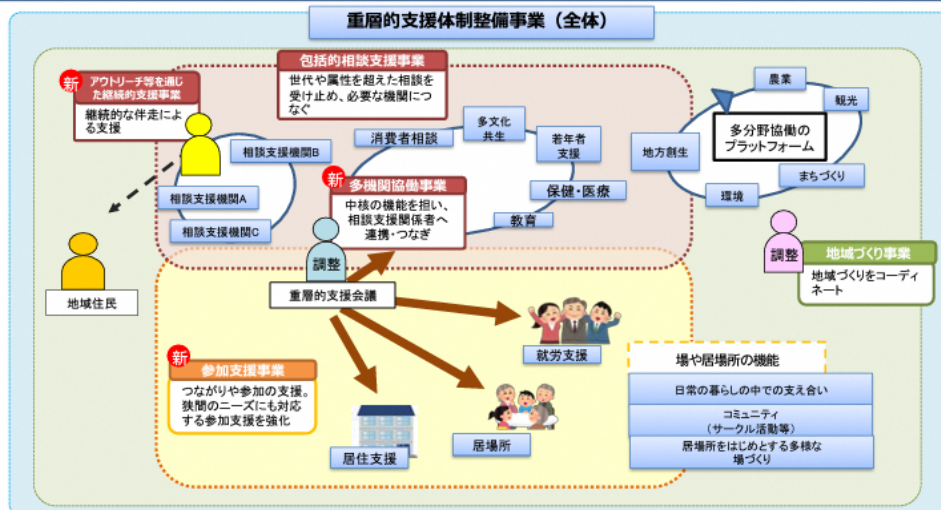 重層的支援体制整備事業（全体）
新
アウトリーチ等を通じ
た継続的支援事業
継続的な伴走によ
る支援
包括的相談支援事業
世代や属性を超えた相談を
受け止め、必要な機関につ
なぐ
相談支援機関B
相談支援機関A
相談支援機関C
消費者相談
多文化
共生
若年者
支援
保健・医療
教育
新
多機関協働事業
中核の機能を担い、
相談支援関係者へ
連携・つなぎ
農業
観光
地方創生
多分野協働の
プラットフォーム
まちづくり
環境
地域住民
調整
重層的支援会議
調整
地域づくり事業
地域づくりをコーディ
ネート
新
参加支援事業
つながりや参加の支援。
狭間のニーズにも対応
する参加支援を強化
就労支援
居住支援
居場所
場や居場所の機能
日常の暮らしの中での支え合い
コミュニティ
（サークル活動等）
居場所をはじめとする多様な
場づくり